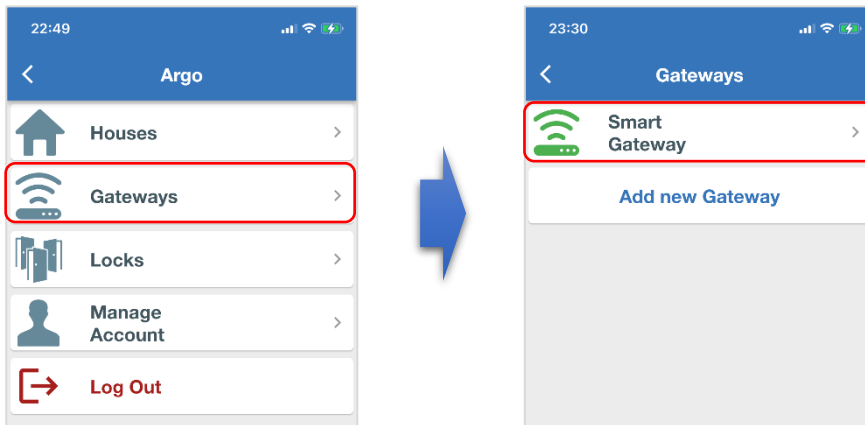 22:49
Argo
Houses
Gateways
Locks
Manage
Account
Log Out
23:30
Gateways
Smart
Gateway
Add new Gateway